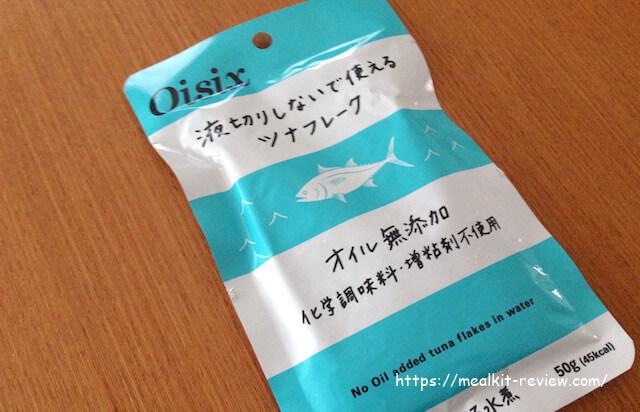 Oisix
液切りしないで使える
ツナフレーク
オイル無添加
化学調味料・増粘剤不使用
No Oil added tuna flakes in water
50g (45kcal)
水煮
https://mealkit-review.com/